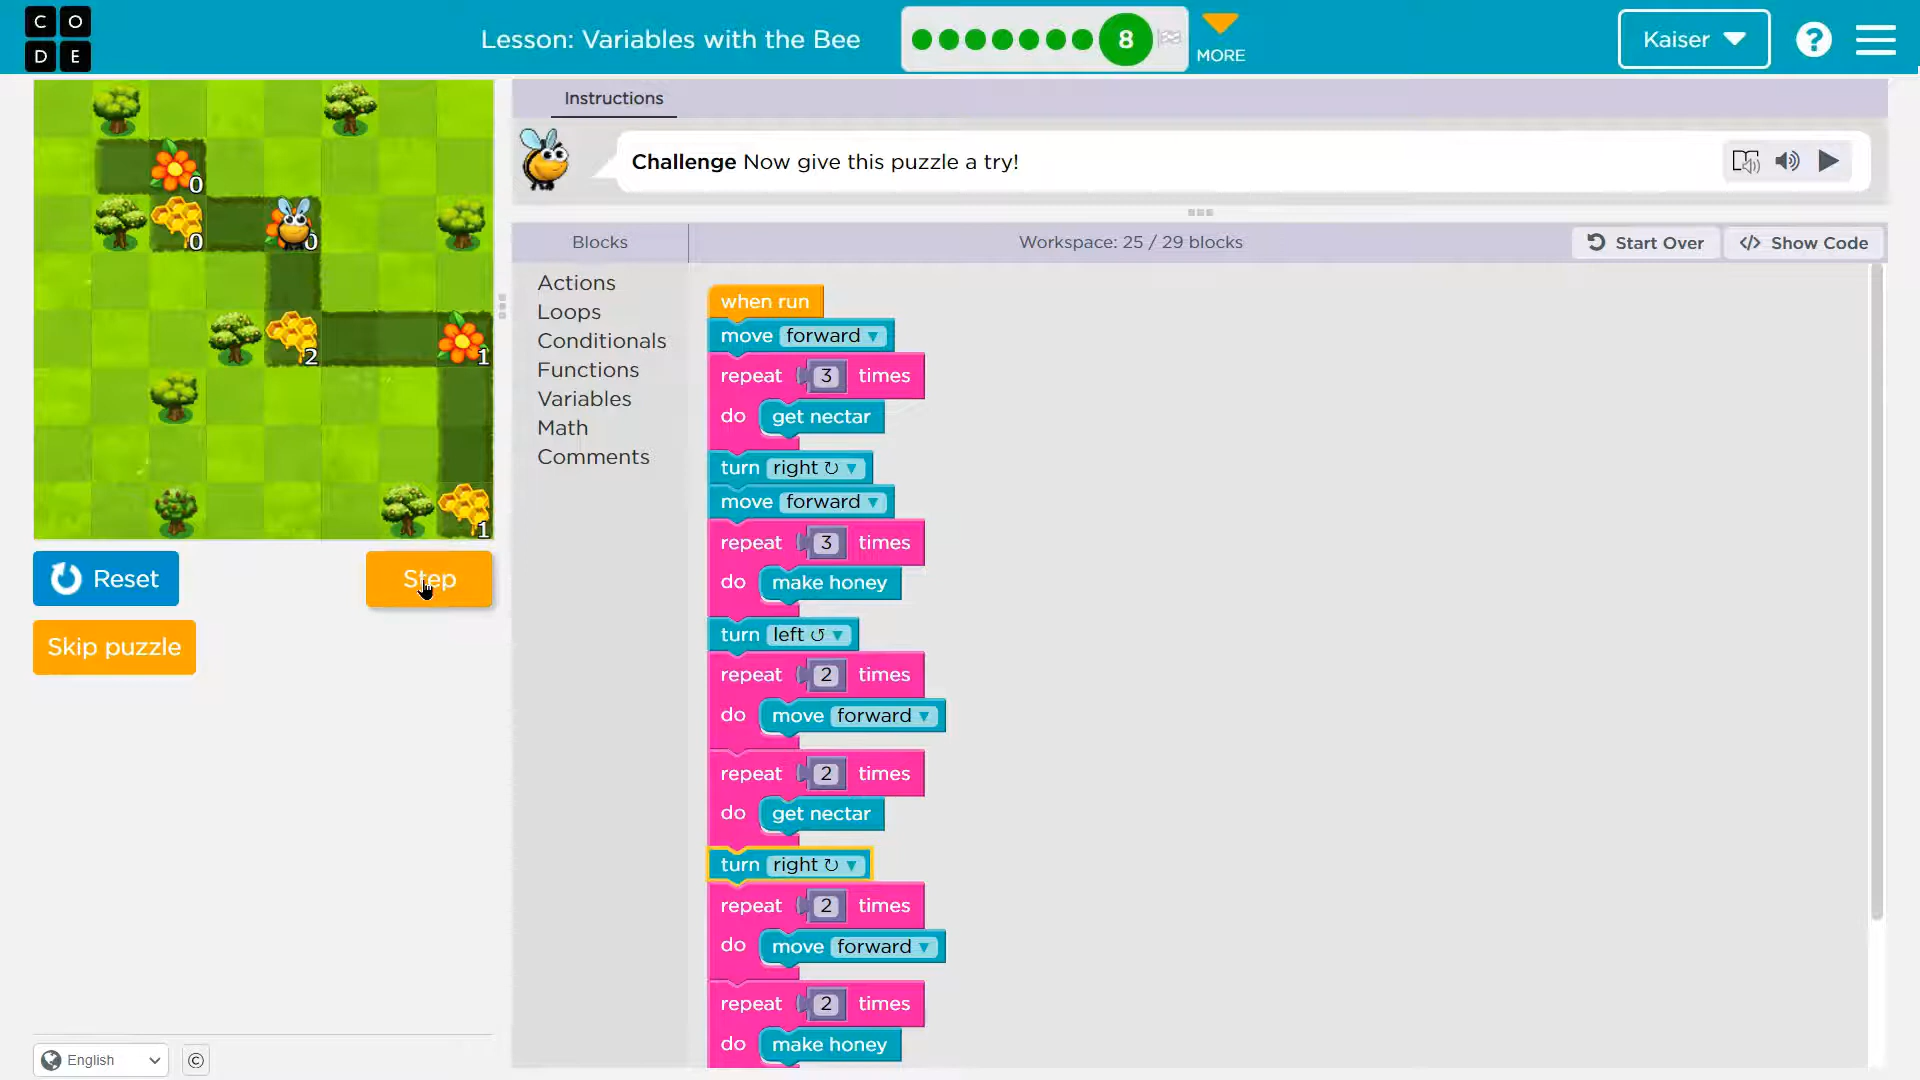 C O
D E
Lesson: Variables with the Bee
8
MORE
Kaiser
?
Instructions
Challenge Now give this puzzle a try!
Blocks
Workspace: 25 / 29 blocks
Start Over
</> Show Code
0
0
0
2
1
1
Reset
Step
Skip puzzle
English
©
Actions
Loops
Conditionals
Functions
Variables
Math
Comments
when run
move forward
repeat 3 times
do get nectar
turn right ↻
move forward
repeat 3 times
do make honey
turn left ↺
repeat 2 times
do move forward
repeat 2 times
do get nectar
turn right ↻
repeat 2 times
do move forward
repeat 2 times
do make honey